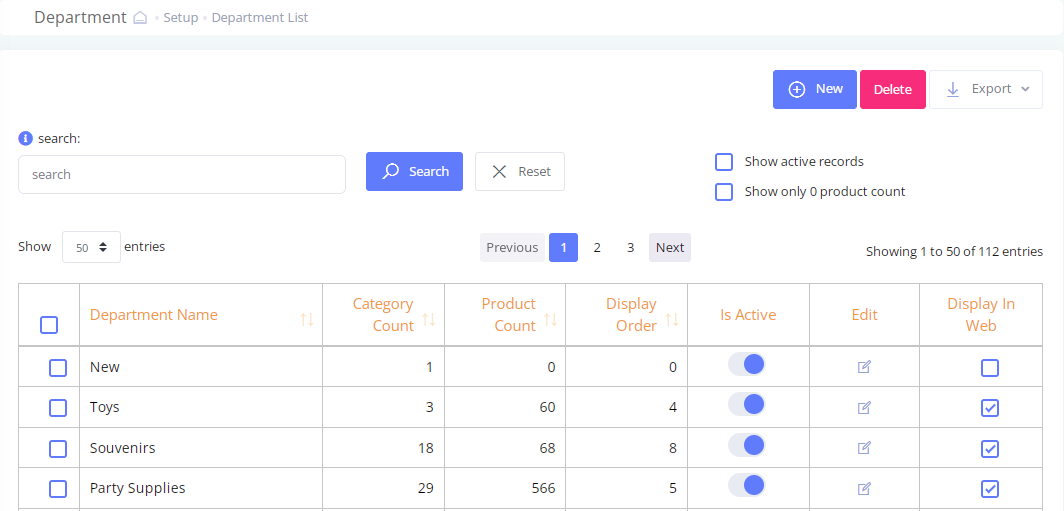 Department Setup Department List
New Delete Export
search:
search Search Reset
Show active records
Show only 0 product count
Show 50 entries
Previous 1 2 3 Next
Showing 1 to 50 of 112 entries
Department Name Category Count Product Count Display Order Is Active Edit Display In Web
New 1 0 0
Toys 3 60 4
Souvenirs 18 68 8
Party Supplies 29 566 5